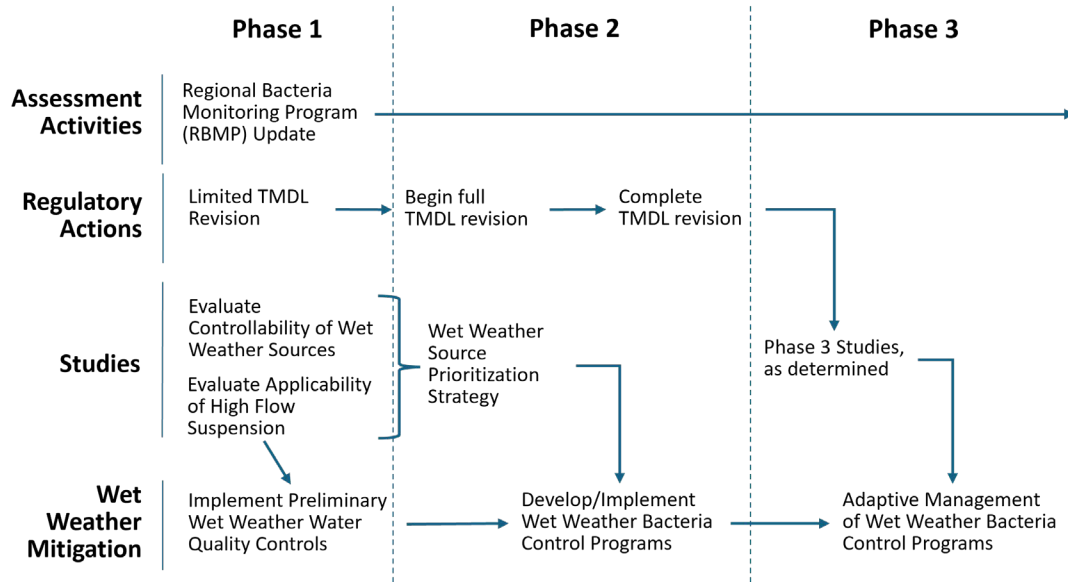 Phase 1
Phase 2
Phase 3
Assessment
Activities
Regional Bacteria
Monitoring Program
(RBMP) Update
Regulatory
Actions
Limited TMDL
Revision
Begin full
TMDL revision
Complete
TMDL revision
Studies
Evaluate
Controllability of Wet
Weather Sources
Evaluate Applicability
of High Flow
Suspension
Wet Weather
Source
Prioritization
Strategy
Phase 3 Studies,
as determined
Wet
Weather
Mitigation
Implement Preliminary
Wet Weather Water
Quality Controls
Develop/Implement
Wet Weather Bacteria
Control Programs
Adaptive Management
of Wet Weather Bacteria
Control Programs